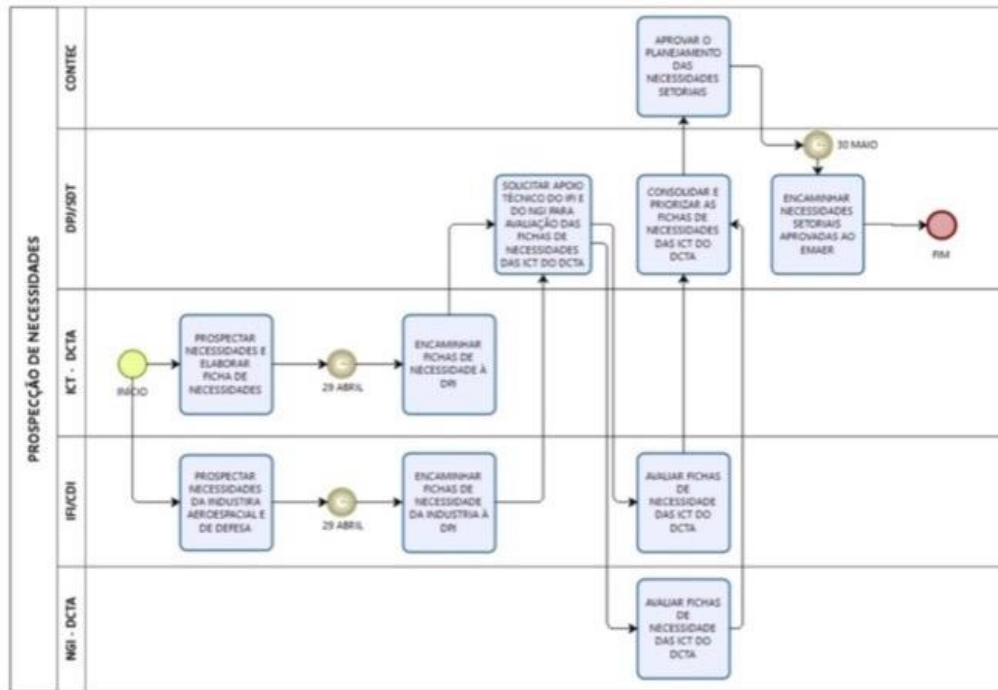 PROSPECÇÃO DE NECESSIDADES
CONTEC
APROVAR O
PLANEJAMENTO
DAS
NECESSIDADES
SETORIAIS
DPI/SDT
SOLICITAR APOIO
TÉCNICO DO IFI E
DO NGI PARA
AVALIAÇÃO DAS
FICHAS DE
NECESSIDADES
DAS ICT DO DCTA
CONSOLIDAR E
PRIORIZAR AS
FICHAS DE
NECESSIDADES
DAS ICT DO DCTA
30 MAIO
ENCAMINHAR
NECESSIDADES
SETORIAIS
APROVADAS AO
EMAER
FIM
ICT - DCTA
INÍCIO
PROSPECTAR
NECESSIDADES E
ELABORAR
FICHA DE
NECESSIDADES
29 ABRIL
ENCAMINHAR
FICHAS DE
NECESSIDADE À
DPI
IFI/CDI
PROSPECTAR
NECESSIDADES
DA INDUSTIRA
AEROESPACIAL E
DE DEFESA
29 ABRIL
ENCAMINHAR
FICHAS DE
NECESSIDADE
DA INDUSTRIA À
DPI
AVALIAR FICHAS
DE
NECESSIDADE
DAS ICT DO
DCTA
NGI - DCTA
AVALIAR FICHAS
DE
NECESSIDADE
DAS ICT DO
DCTA